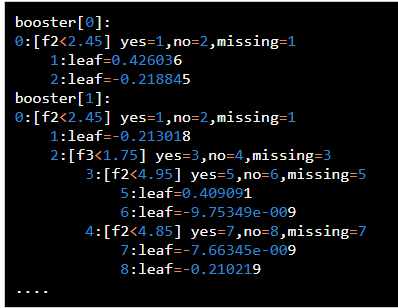 booster[0]:
0:[f2<2.45] yes=1,no=2,missing=1
1:leaf=0.426036
2:leaf=-0.218845
booster[1]:
0:[f2<2.45] yes=1,no=2,missing=1
1:leaf=-0.213018
2:[f3<1.75] yes=3,no=4,missing=3
3:[f2<4.95] yes=5,no=6,missing=5
5:leaf=0.409091
6:leaf=-9.75349e-009
4:[f2<4.85] yes=7,no=8,missing=7
7:leaf=-7.66345e-009
8:leaf=-0.210219
....